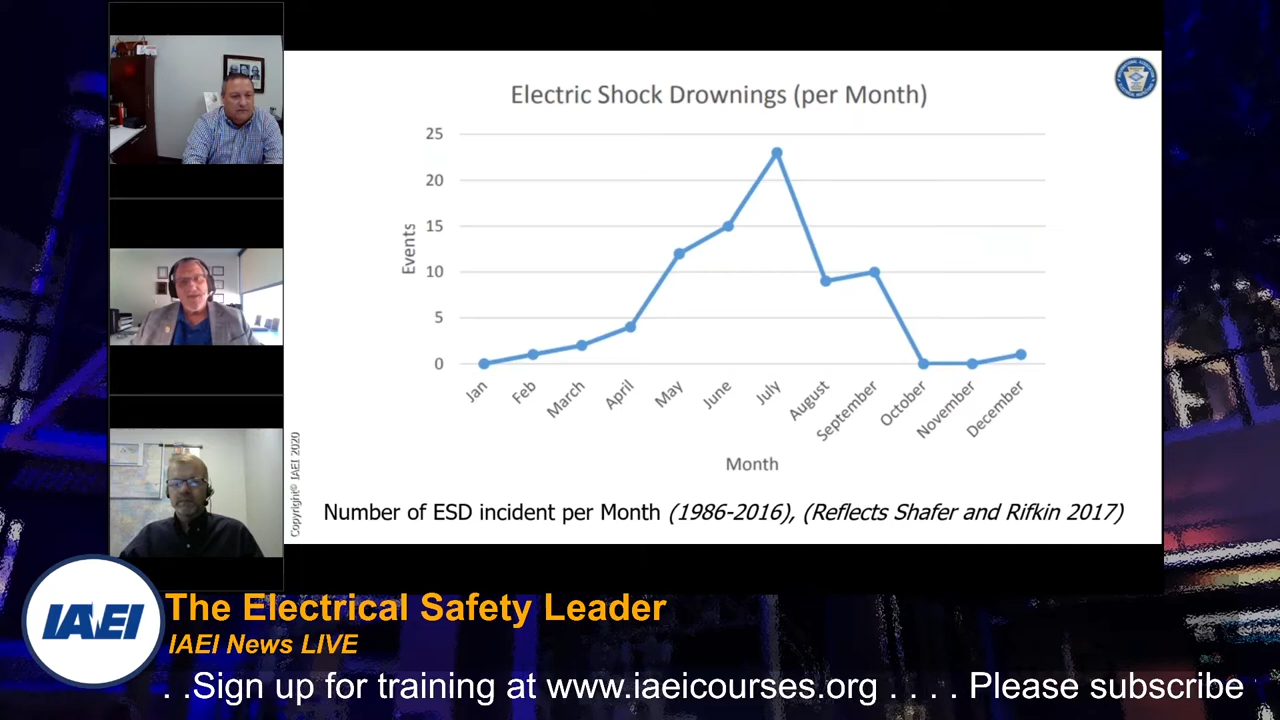 Electric Shock Drownings (per Month)
25
20
15
10
5
0
Events
Jan
Feb
March
April
May
June
July
August
September
October
November
December
Month
Copyright© IAEI 2020
Number of ESD incident per Month (1986-2016), (Reflects Shafer and Rifkin 2017)
IAEI
The Electrical Safety Leader
IAEI News LIVE
. .Sign up for training at www.iaeicourses.org . . . . Please subscribe